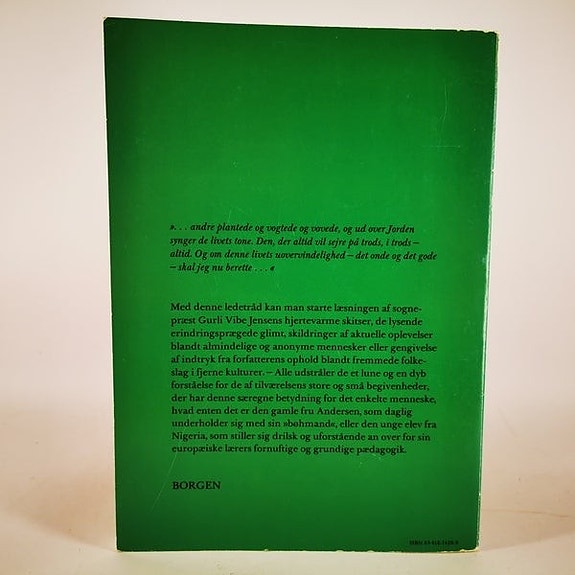 ». . . andre plantede og vogtede og vovede, og ud over Jorden
synger de livets tone. Den, der altid vil sejre på trods, i trods –
altid. Og om denne livets uovervindelighed – det onde og det gode
– skal jeg nu berette . . . «
Med denne ledetråd kan man starte læsningen af sogne-
præst Gurli Vibe Jensens hjertevarme skitser, de lysende
erindringsprægede glimt, skildringer af aktuelle oplevelser
blandt almindelige og anonyme mennesker eller gengivelse
af indtryk fra forfatterens ophold blandt fremmede folke-
slag i fjerne kulturer. – Alle udstråler de et lune og en dyb
forståelse for de af tilværelsens store og små begivenheder,
der har denne særegne betydning for det enkelte menneske,
hvad enten det er den gamle fru Andersen, som daglig
underholder sig med sin »bøhmand«, eller den unge elev fra
Nigeria, som stiller sig drilsk og uforstående an over for sin
europæiske lærers fornuftige og grundige pædagogik.
BORGEN
ISBN